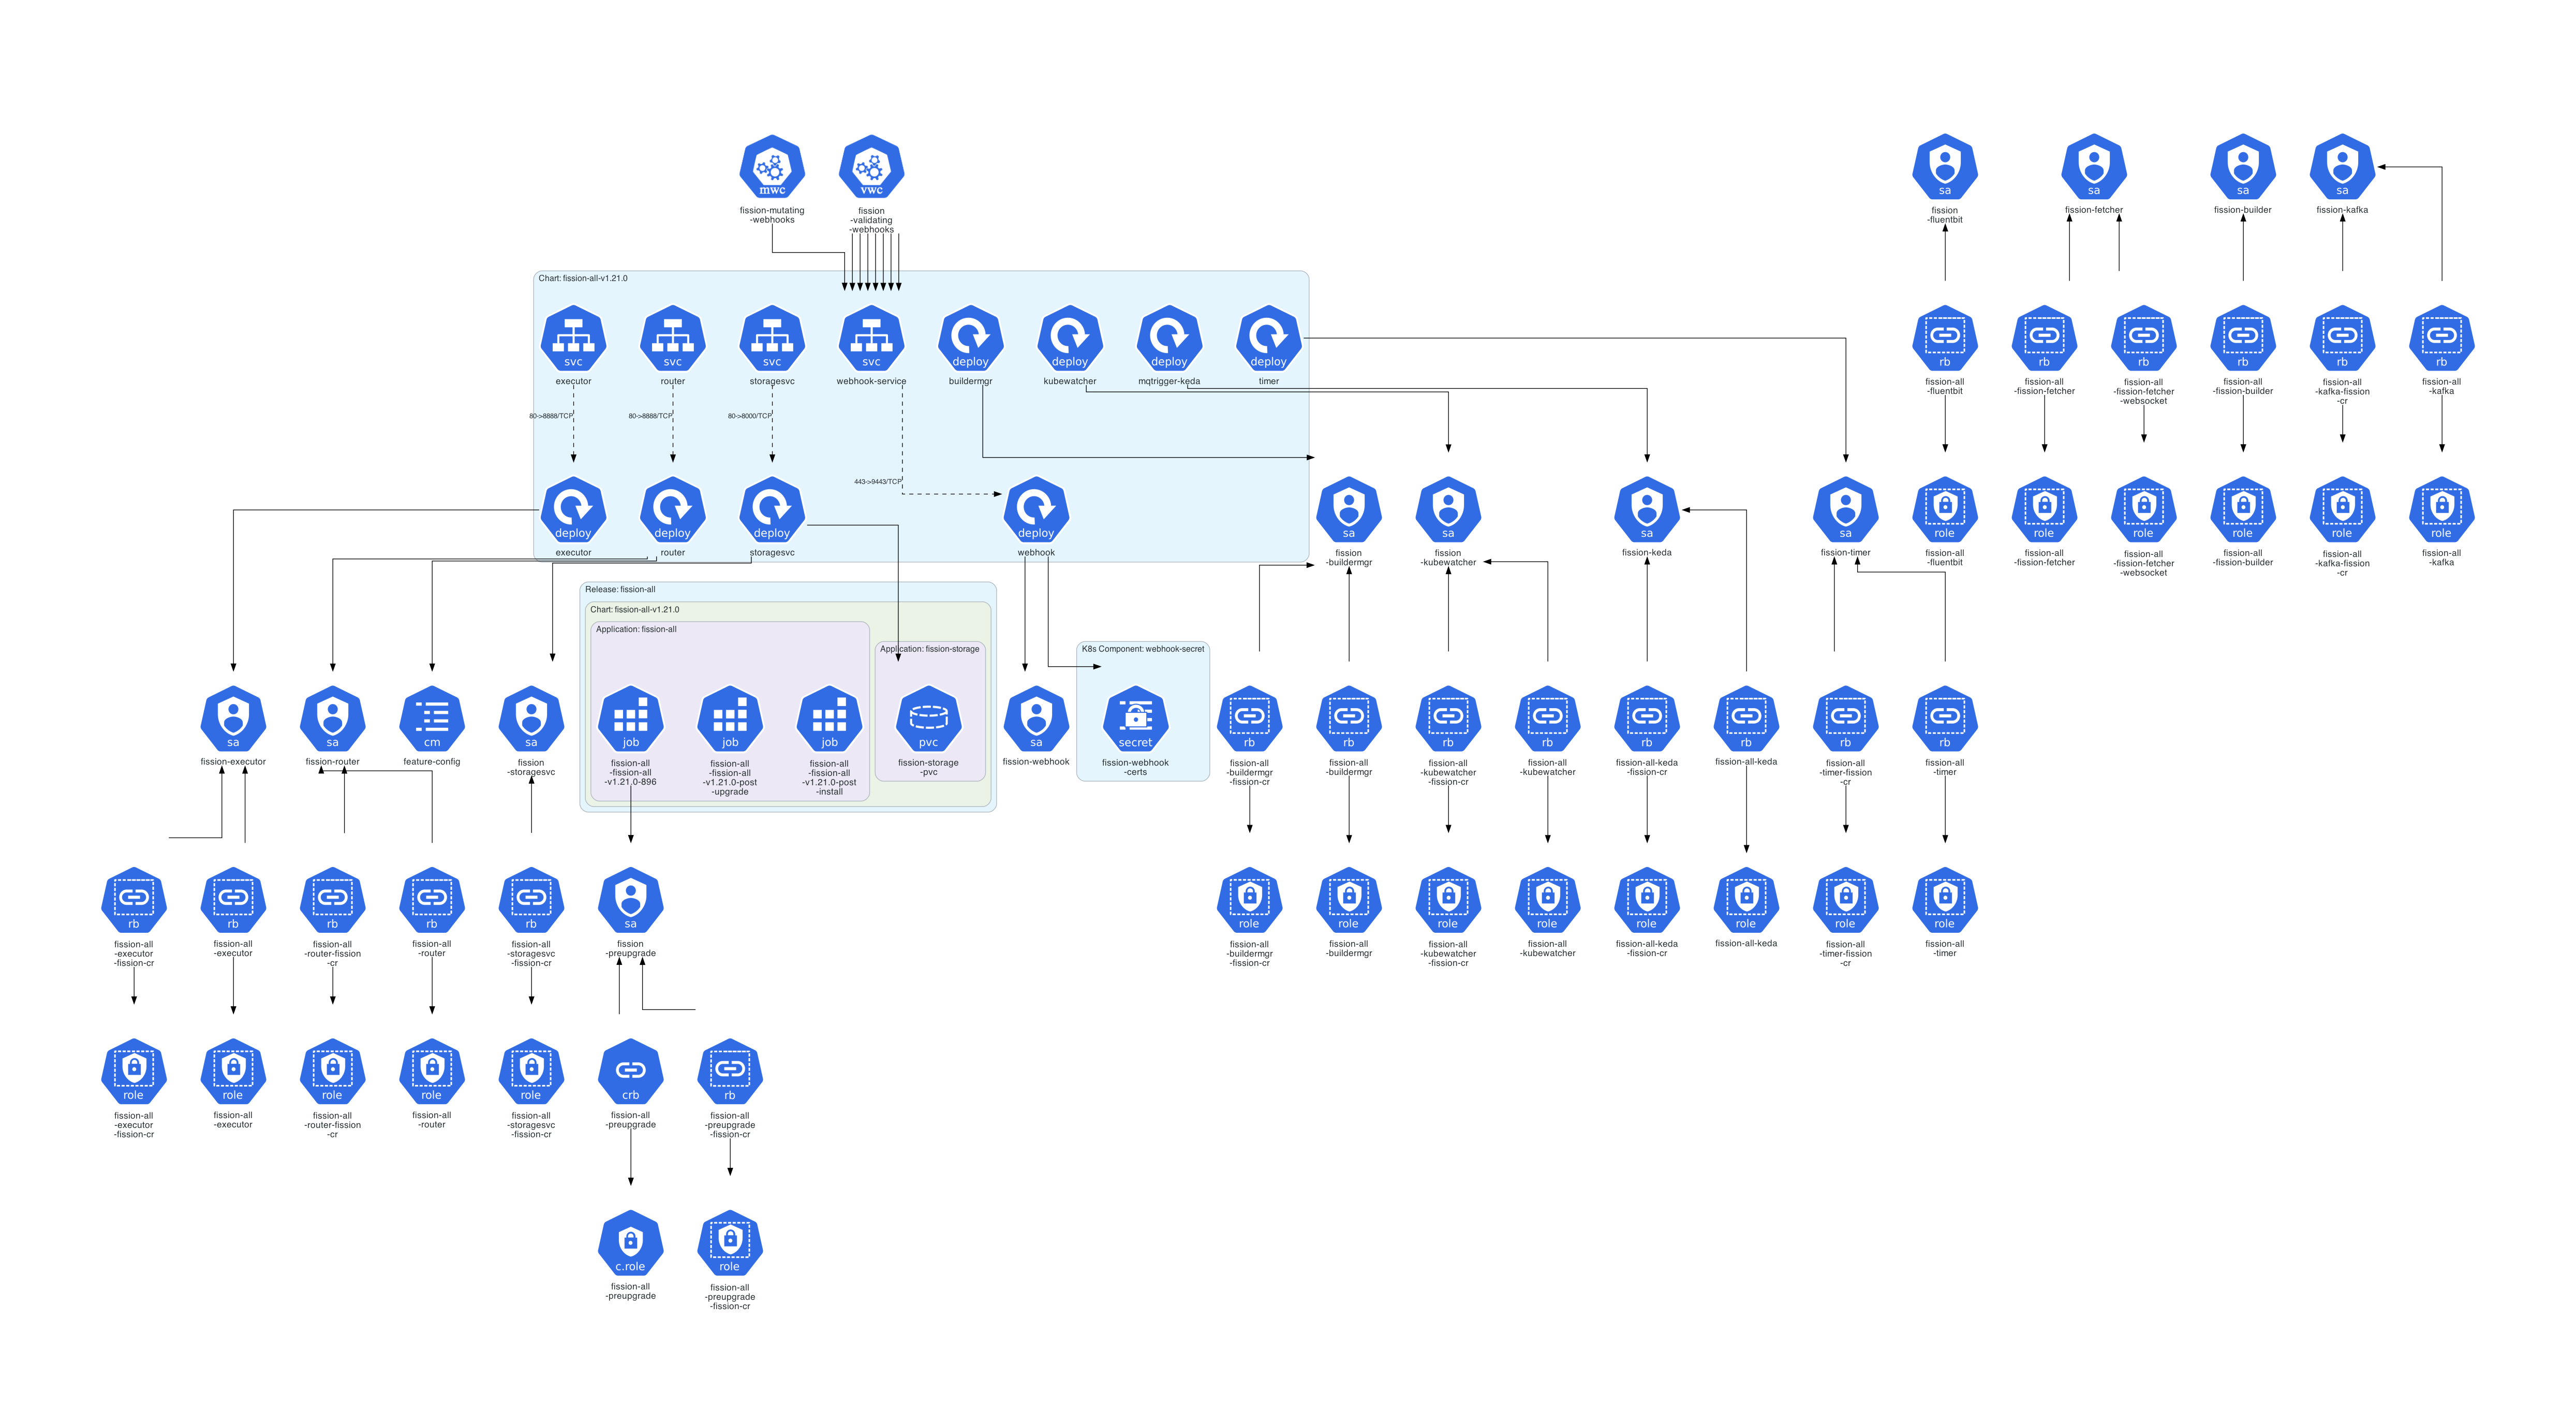 mwc
vwc
sa
sa
sa
sa
fission-mutating
-webhooks
fission
-validating
-webhooks
fission
-fluentbit
fission-fetcher
fission-builder
fission-kafka
Chart: fission-all-v1.21.0
svc
svc
svc
svc
deploy
deploy
deploy
deploy
rb
rb
rb
rb
rb
rb
executor
router
storagesvc
webhook-service
buildermgr
kubewatcher
mqtrigger-keda
timer
fission-all
-fluentbit
fission-all
-fission-fetcher
fission-all
-fission-fetcher
-websocket
fission-all
-fission-builder
fission-all
-kafka-fission
-cr
fission-all
-kafka
80->8888/TCP
80->8888/TCP
80->8000/TCP
443->9443/TCP
deploy
deploy
deploy
deploy
sa
sa
sa
sa
role
role
role
role
role
role
executor
router
storagesvc
webhook
fission
-buildermgr
fission
-kubewatcher
fission-keda
fission-timer
fission-all
-fluentbit
fission-all
-fission-fetcher
fission-all
-fission-fetcher
-websocket
fission-all
-fission-builder
fission-all
-kafka-fission
-cr
fission-all
-kafka
Release: fission-all
Chart: fission-all-v1.21.0
Application: fission-all
Application: fission-storage
K8s Component: webhook-secret
sa
sa
cm
sa
job
job
job
pvc
sa
secret
rb
rb
rb
rb
rb
rb
rb
rb
fission-executor
fission-router
feature-config
fission
-storagesvc
fission-all
-fission-all
-v1.21.0-896
fission-all
-fission-all
-v1.21.0-post
-upgrade
fission-all
-fission-all
-v1.21.0-post
-install
fission-storage
-pvc
fission-webhook
fission-webhook
-certs
fission-all
-buildermgr
-fission-cr
fission-all
-buildermgr
fission-all
-kubewatcher
-fission-cr
fission-all
-kubewatcher
fission-all-keda
-fission-cr
fission-all-keda
fission-all
-timer-fission
-cr
fission-all
-timer
rb
rb
rb
rb
rb
sa
role
role
role
role
role
role
role
role
fission-all
-executor
-fission-cr
fission-all
-executor
fission-all
-router-fission
-cr
fission-all
-router
fission-all
-storagesvc
-fission-cr
fission
-preupgrade
fission-all
-buildermgr
-fission-cr
fission-all
-buildermgr
fission-all
-kubewatcher
-fission-cr
fission-all
-kubewatcher
fission-all-keda
-fission-cr
fission-all-keda
fission-all
-timer-fission
-cr
fission-all
-timer
role
role
role
role
role
crb
rb
fission-all
-executor
-fission-cr
fission-all
-executor
fission-all
-router-fission
-cr
fission-all
-router
fission-all
-storagesvc
-fission-cr
fission-all
-preupgrade
fission-all
-preupgrade
-fission-cr
c.role
role
fission-all
-preupgrade
fission-all
-preupgrade
-fission-cr